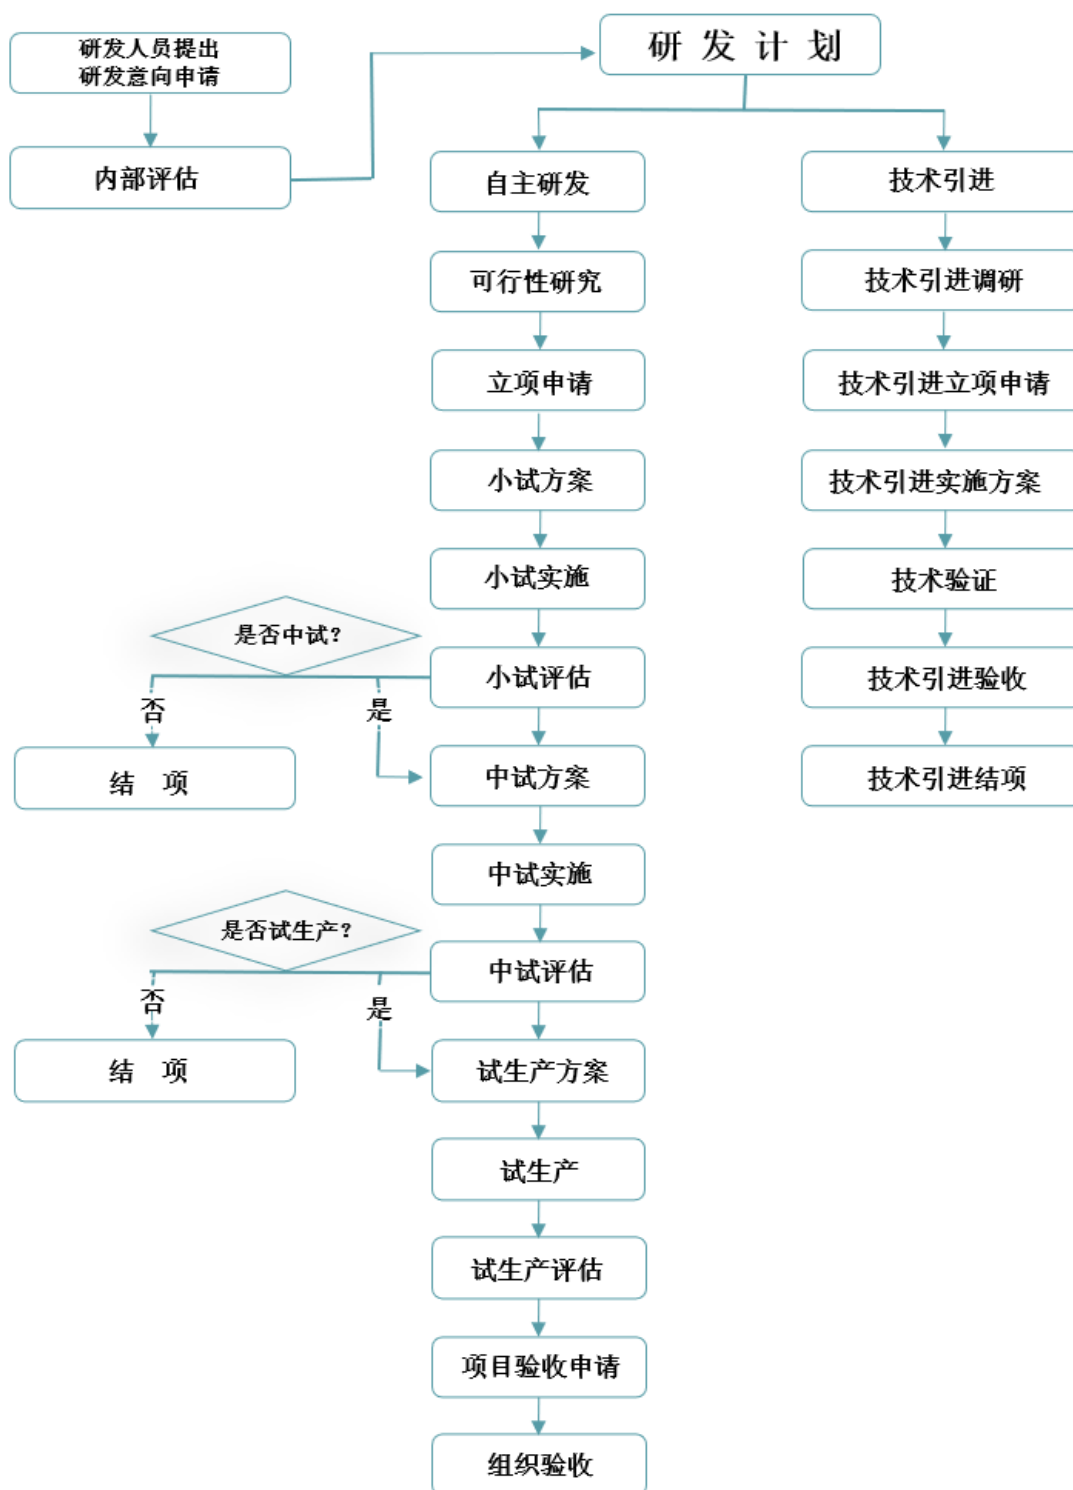 研发人员提出
研发意向申请
内部评估
研 发 计 划
自主研发
技术引进
可行性研究
技术引进调研
立项申请
技术引进立项申请
小试方案
技术引进实施方案
小试实施
技术验证
是否中试？
小试评估
技术引进验收
否
是
结 项
中试方案
技术引进结项
中试实施
是否试生产？
中试评估
否
是
结 项
试生产方案
试生产
试生产评估
项目验收申请
组织验收